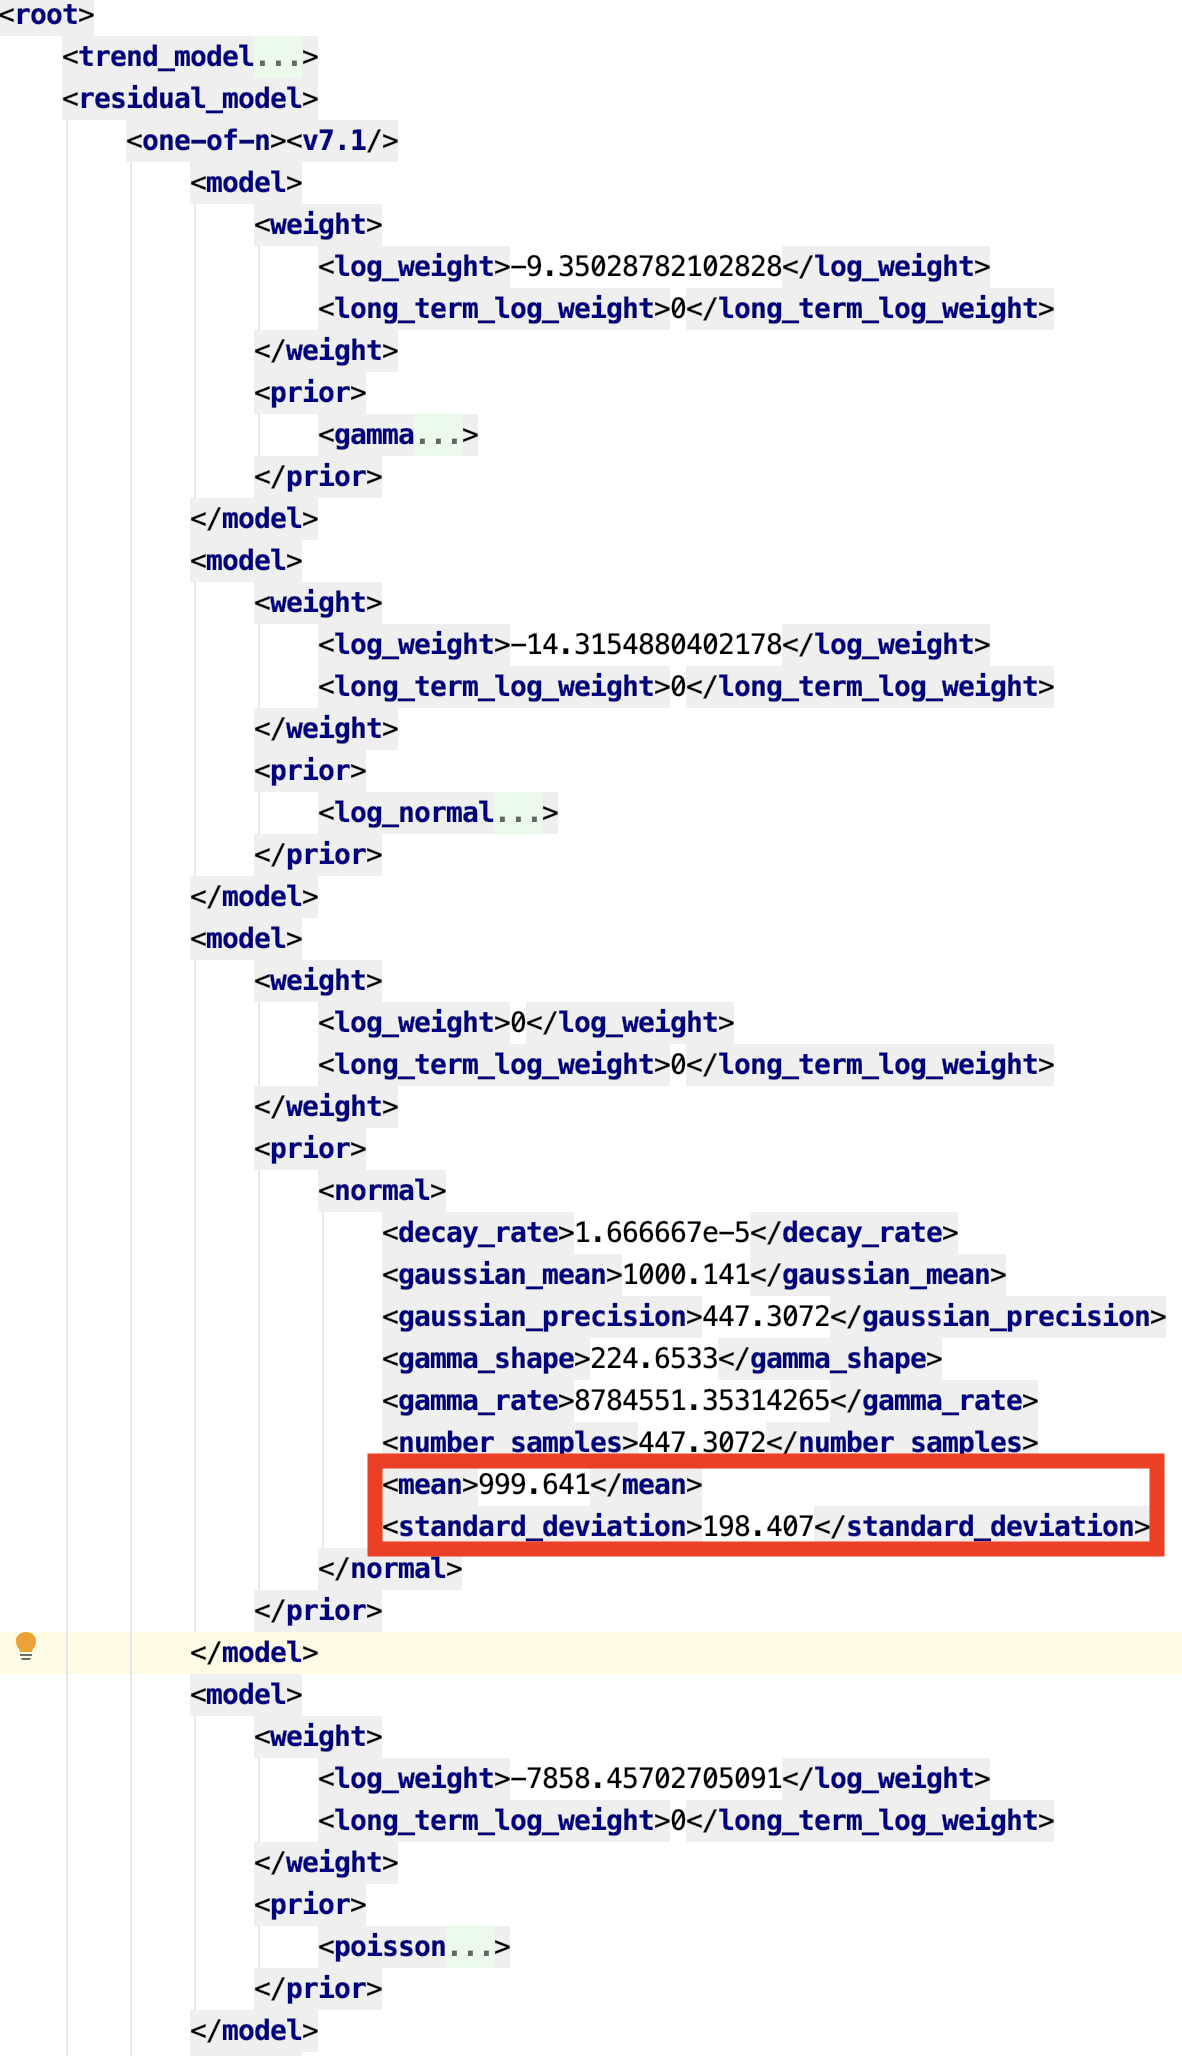 <root>
<trend_model...>
<residual_model>
<one-of-n><v7.1/>
<model>
<weight>
<log_weight>-9.35028782102828</log_weight>
<long_term_log_weight>0</long_term_log_weight>
</weight>
<prior>
<gamma...>
</prior>
</model>
<model>
<weight>
<log_weight>-14.3154880402178</log_weight>
<long_term_log_weight>0</long_term_log_weight>
</weight>
<prior>
<log_normal...>
</prior>
</model>
<model>
<weight>
<log_weight>0</log_weight>
<long_term_log_weight>0</long_term_log_weight>
</weight>
<prior>
<normal>
<decay_rate>1.666667e-5</decay_rate>
<gaussian_mean>1000.141</gaussian_mean>
<gaussian_precision>447.3072</gaussian_precision>
<gamma_shape>224.6533</gamma_shape>
<gamma_rate>8784551.35314265</gamma_rate>
<number_samples>447.3072</number_samples>
<mean>999.641</mean>
<standard_deviation>198.407</standard_deviation>
</normal>
</prior>
</model>
<model>
<weight>
<log_weight>-7858.45702705091</log_weight>
<long_term_log_weight>0</long_term_log_weight>
</weight>
<prior>
<poisson...>
</prior>
</model>